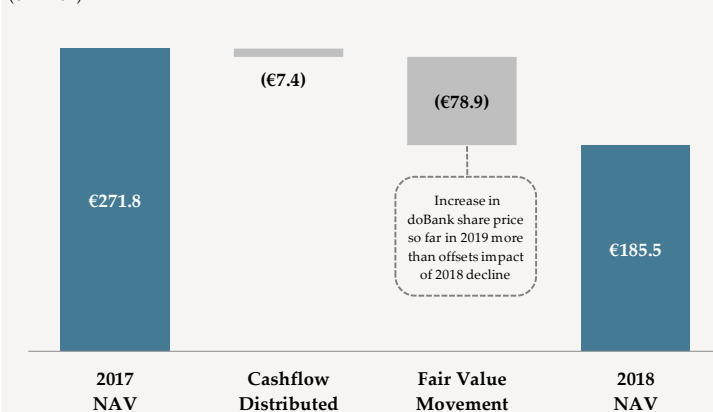 (€7.4)
(€78.9)
€271.8
Increase in
doBank share price
so far in 2019 more
than offsets impact
of 2018 decline
€185.5
2017
NAV
Cashflow
Distributed
Fair Value
Movement
2018
NAV